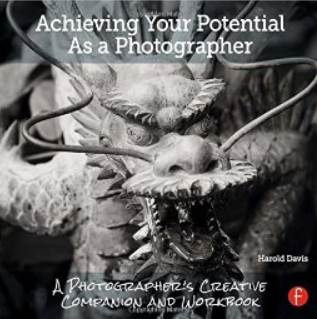 Achieving Your Potential
As a Photographer
Harold Davis
A Photographer's Creative
Companion and Workbook
f